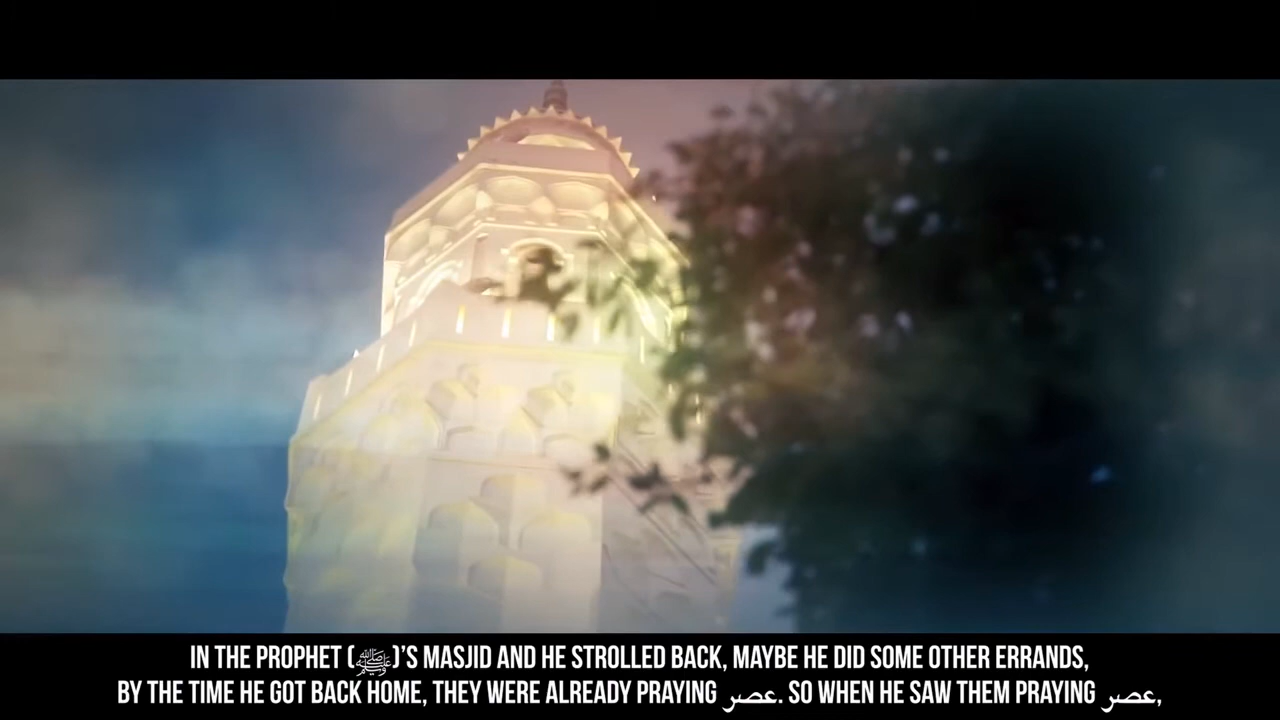 IN THE PROPHET (ﷺ)'S MASJID AND HE STROLLED BACK, MAYBE HE DID SOME OTHER ERRANDS,
BY THE TIME HE GOT BACK HOME, THEY WERE ALREADY PRAYING عصر. SO WHEN HE SAW THEM PRAYING عصر,